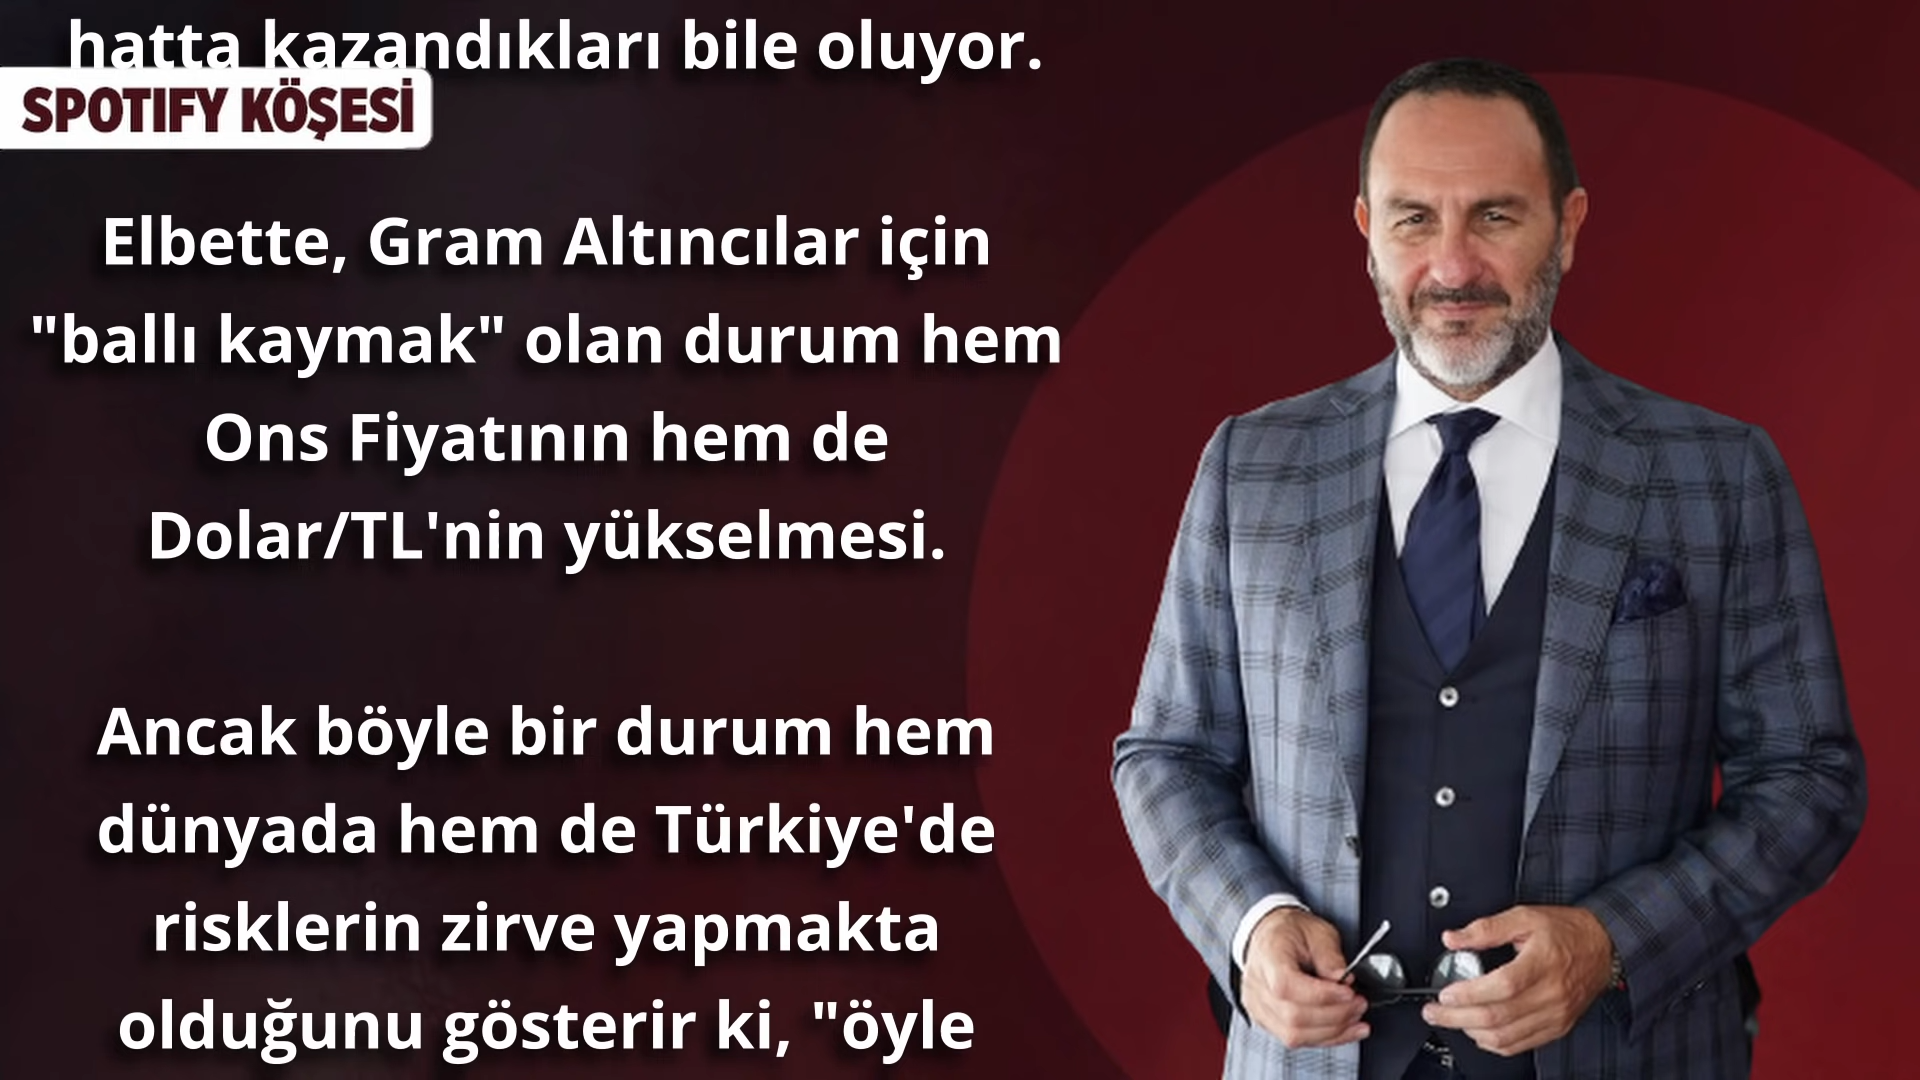 hatta kazandıkları bile oluyor.
SPOTIFY KÖŞESİ
Elbette, Gram Altıncılar için
"ballı kaymak" olan durum hem
Ons Fiyatının hem de
Dolar/TL'nin yükselmesi.
Ancak böyle bir durum hem
dünyada hem de Türkiye'de
risklerin zirve yapmakta
olduğunu gösterir ki, "öyle